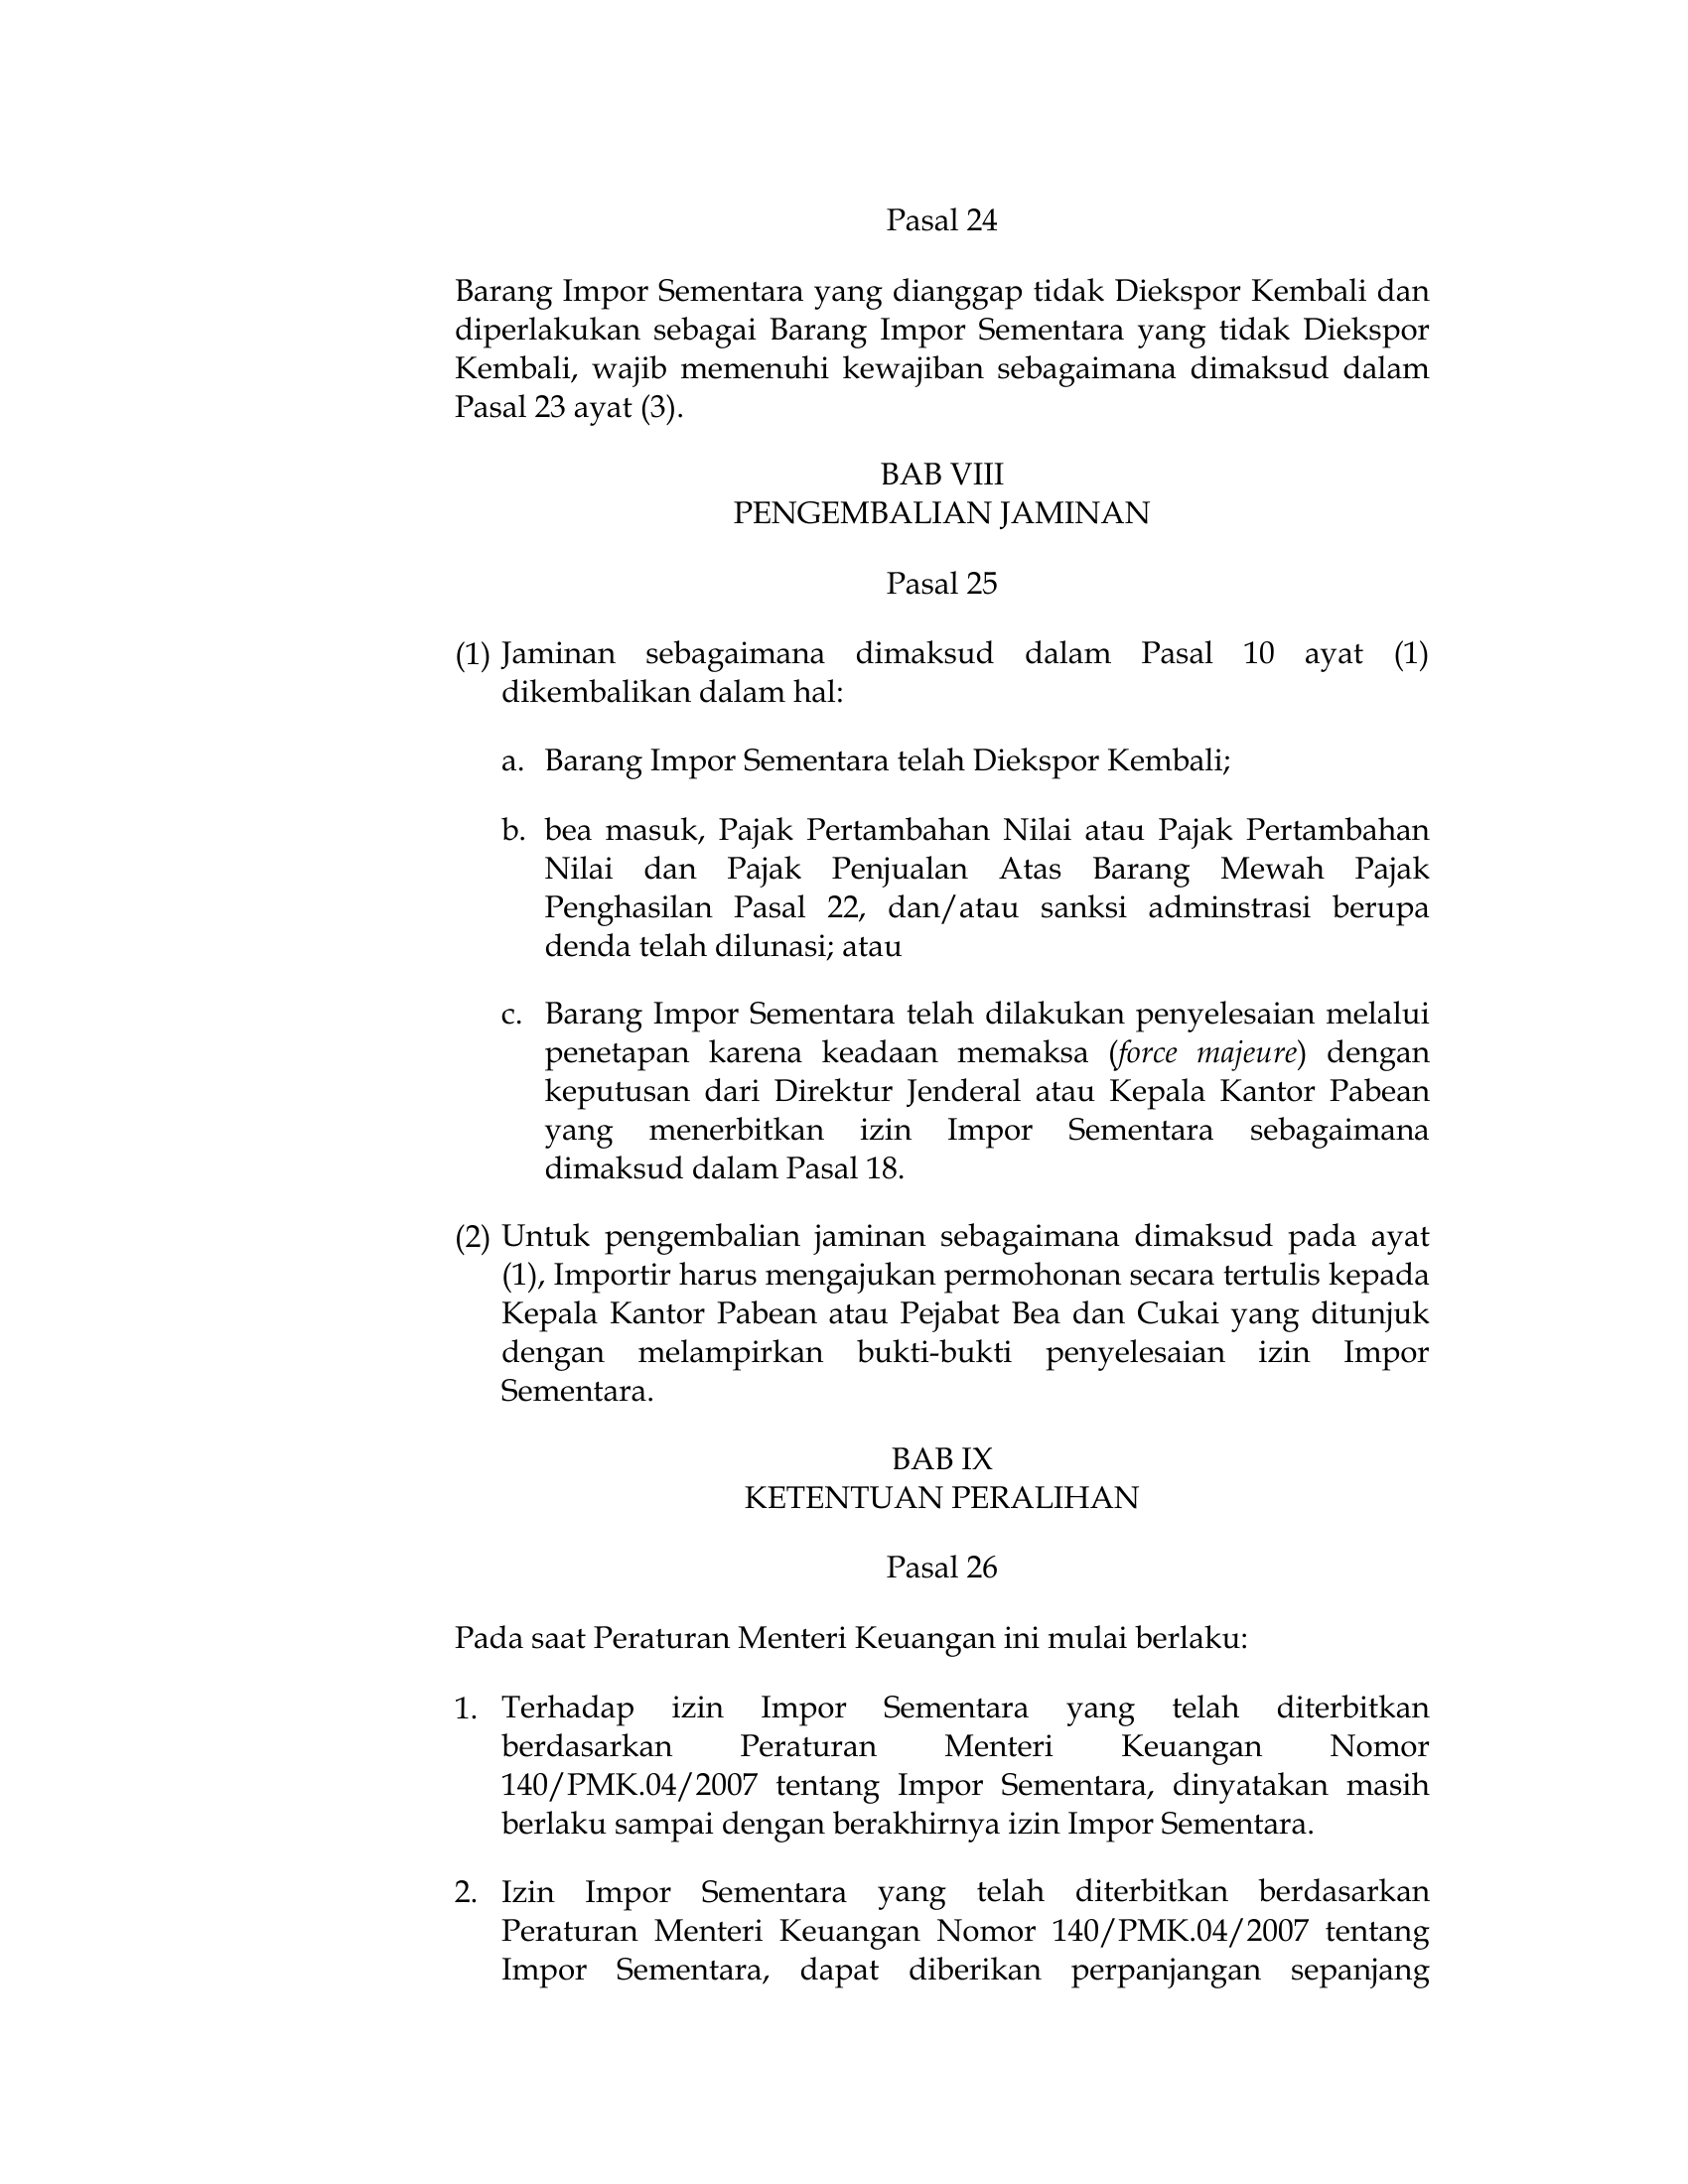 Pasal 24
Barang Impor Sementara yang dianggap tidak Diekspor Kembali dan
diperlakukan sebagai Barang Impor Sementara yang tidak Diekspor
Kembali, wajib memenuhi kewajiban sebagaimana dimaksud dalam
Pasal 23 ayat (3).
BAB VIII
PENGEMBALIAN JAMINAN
Pasal 25
(1) Jaminan sebagaimana dimaksud dalam Pasal 10 ayat (1)
dikembalikan dalam hal:
a. Barang Impor Sementara telah Diekspor Kembali;
b. bea masuk, Pajak Pertambahan Nilai atau Pajak Pertambahan
Nilai dan Pajak Penjualan Atas Barang Mewah Pajak
Penghasilan Pasal 22, dan/atau sanksi adminstrasi berupa
denda telah dilunasi; atau
c. Barang Impor Sementara telah dilakukan penyelesaian melalui
penetapan karena keadaan memaksa (force majeure) dengan
keputusan dari Direktur Jenderal atau Kepala Kantor Pabean
yang menerbitkan izin Impor Sementara sebagaimana
dimaksud dalam Pasal 18.
(2) Untuk pengembalian jaminan sebagaimana dimaksud pada ayat
(1), Importir harus mengajukan permohonan secara tertulis kepada
Kepala Kantor Pabean atau Pejabat Bea dan Cukai yang ditunjuk
dengan melampirkan bukti-bukti penyelesaian izin Impor
Sementara.
BAB IX
KETENTUAN PERALIHAN
Pasal 26
Pada saat Peraturan Menteri Keuangan ini mulai berlaku:
1. Terhadap izin Impor Sementara yang telah diterbitkan
berdasarkan Peraturan Menteri Keuangan Nomor
140/PMK.04/2007 tentang Impor Sementara, dinyatakan masih
berlaku sampai dengan berakhirnya izin Impor Sementara.
2. Izin Impor Sementara yang telah diterbitkan berdasarkan
Peraturan Menteri Keuangan Nomor 140/PMK.04/2007 tentang
Impor Sementara, dapat diberikan perpanjangan sepanjang